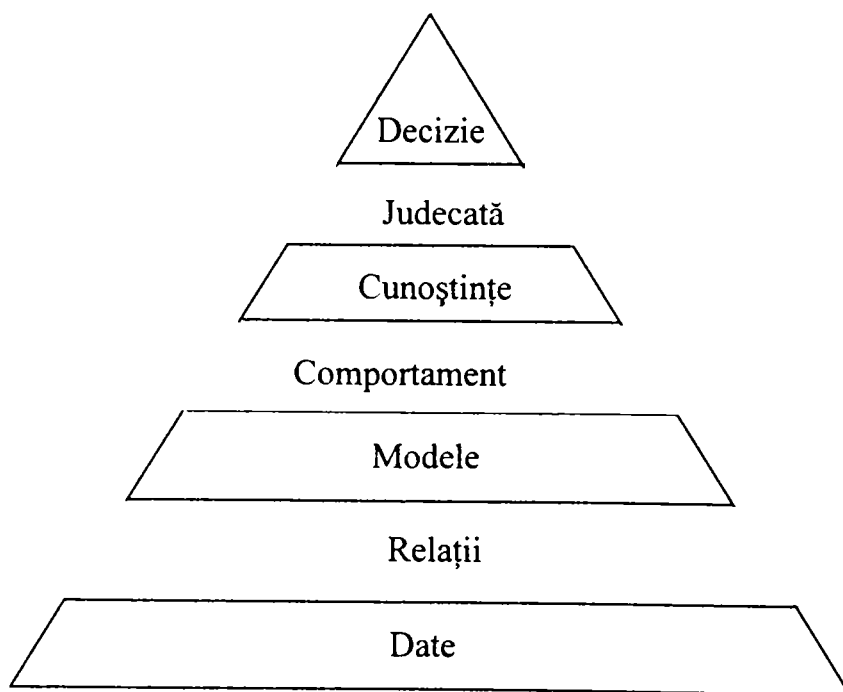 Decizie
Judecată
Cunoştinţe
Comportament
Modele
Relaţii
Date